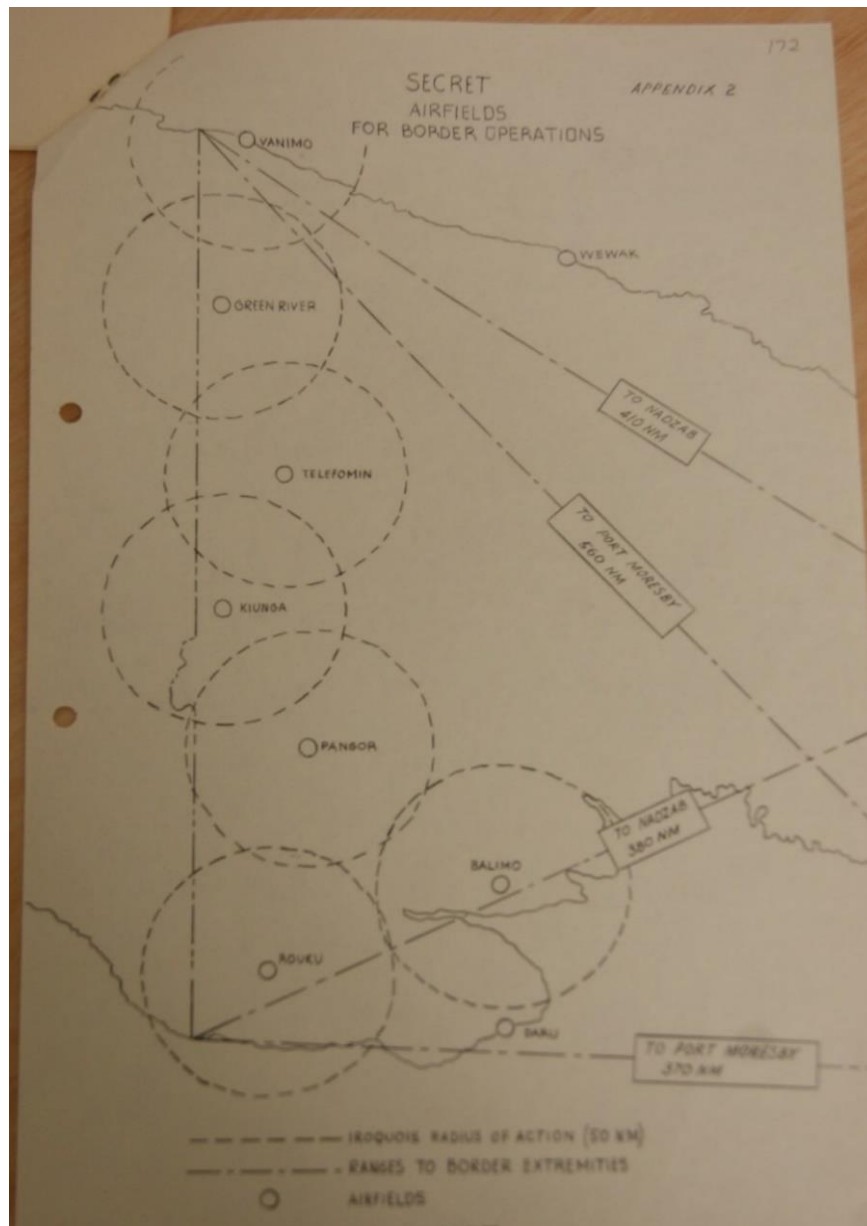 172
SECRET
APPENDIX 2
AIRFIELDS
FOR BORDER OPERATIONS
VANIMO
WEWAK
GREEN RIVER
TO NADZAB
410 NM
TELEFOMIN
TO PORT MORESBY
560 NM
KIUNGA
PANGOR
TO NADZAB
380 NM
BALIMO
ROUKU
DARU
TO PORT MORESBY
370 NM
IROQUOIS RADIUS OF ACTION (50 NM)
RANGES TO BORDER EXTREMITIES
AIRFIELDS